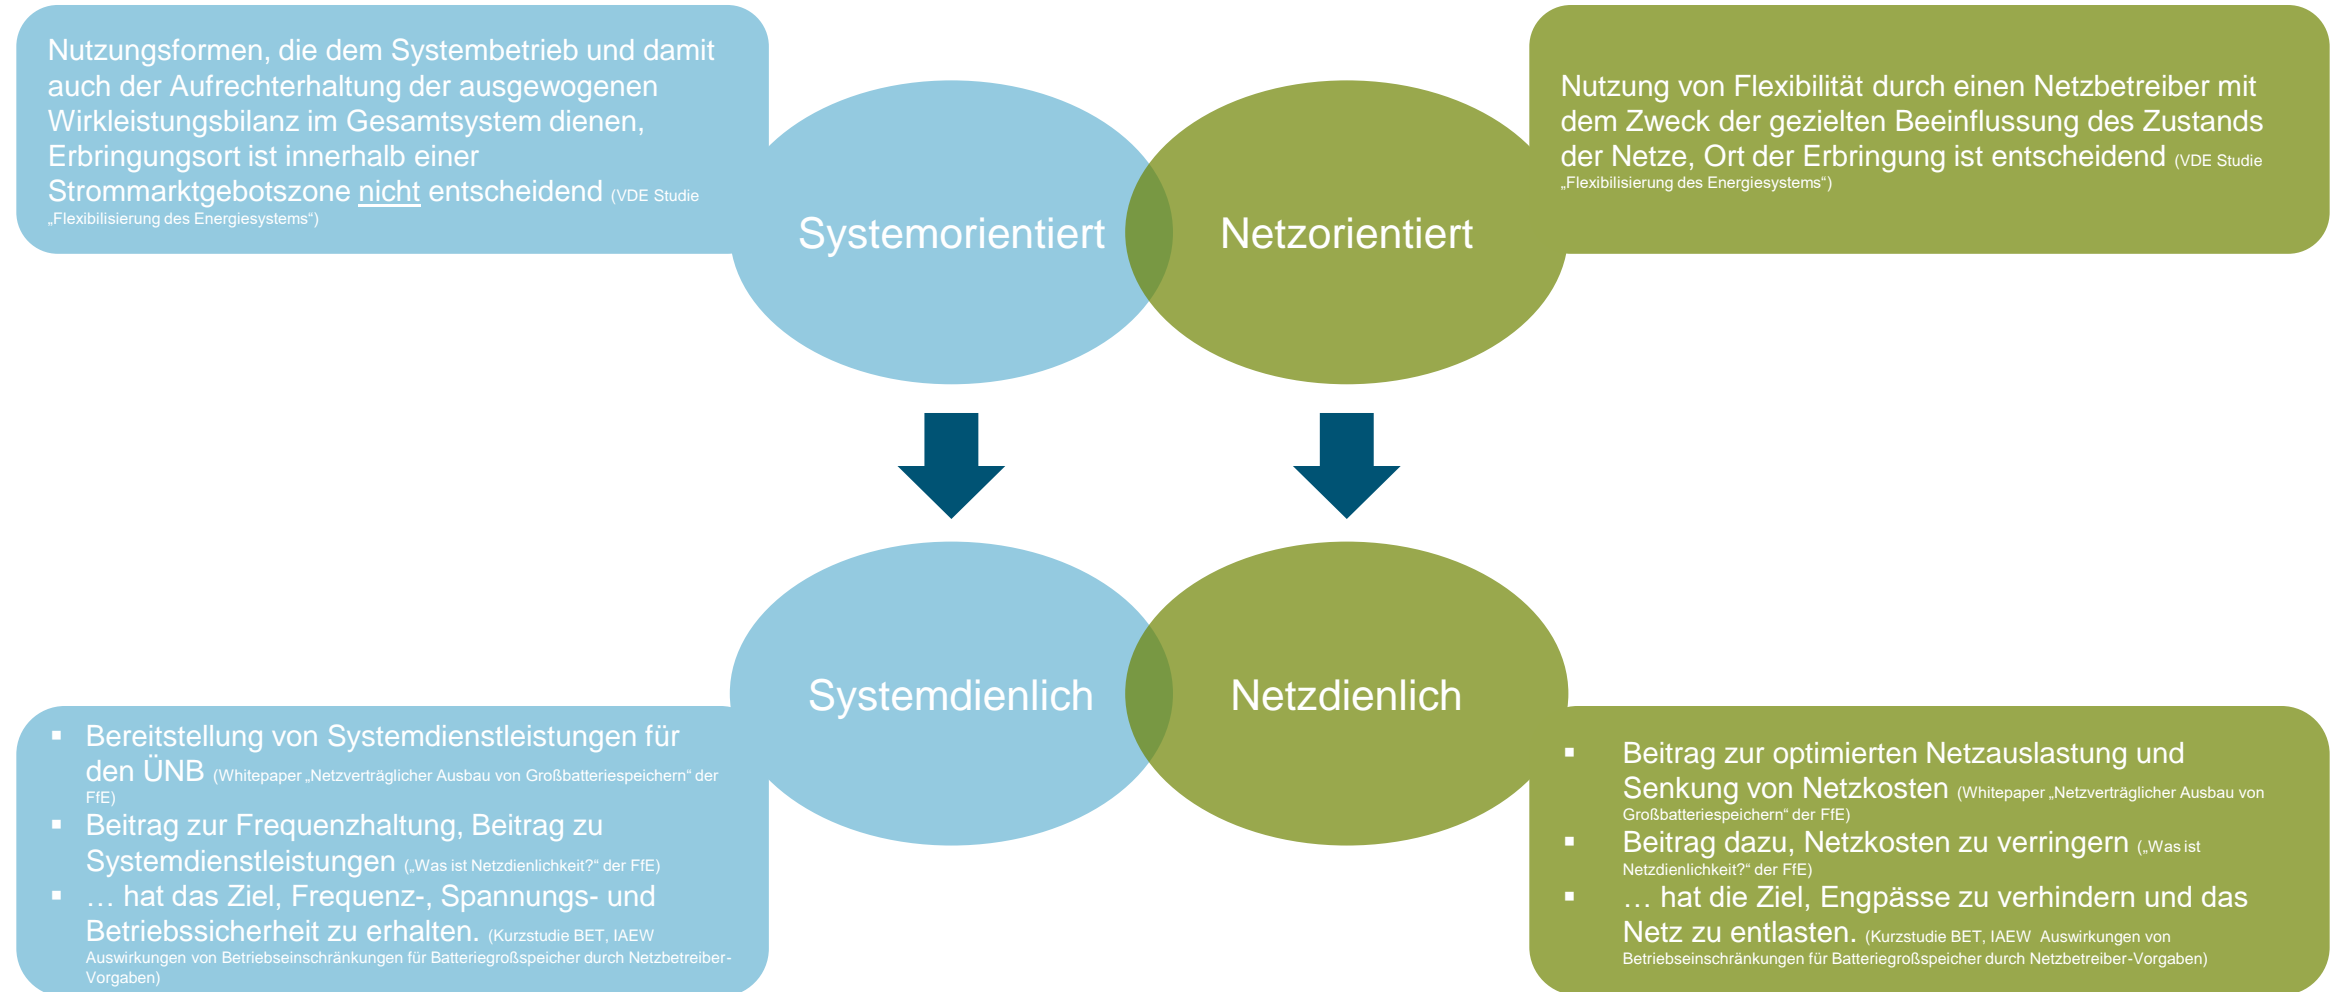 Nutzungsformen, die dem Systembetrieb und damit
auch der Aufrechterhaltung der ausgewogenen
Wirkleistungsbilanz im Gesamtsystem dienen,
Erbringungsort ist innerhalb einer
Strommarktgebotszone nicht entscheidend (VDE Studie
„Flexibilisierung des Energiesystems“)
Systemorientiert
Netzorientiert
Nutzung von Flexibilität durch einen Netzbetreiber mit
dem Zweck der gezielten Beeinflussung des Zustands
der Netze, Ort der Erbringung ist entscheidend (VDE Studie
„Flexibilisierung des Energiesystems“)
Systemdienlich
Netzdienlich
▪ Bereitstellung von Systemdienstleistungen für
den ÜNB (Whitepaper „Netzverträglicher Ausbau von Großbatteriespeichern“ der
FfE)
▪ Beitrag zur Frequenzhaltung, Beitrag zu
Systemdienstleistungen („Was ist Netzdienlichkeit?“ der FfE)
▪ … hat das Ziel, Frequenz-, Spannungs- und
Betriebssicherheit zu erhalten. (Kurzstudie BET, IAEW
Auswirkungen von Betriebseinschränkungen für Batteriegroßspeicher durch Netzbetreiber-
Vorgaben)
▪ Beitrag zur optimierten Netzauslastung und
Senkung von Netzkosten (Whitepaper „Netzverträglicher Ausbau von
Großbatteriespeichern“ der FfE)
▪ Beitrag dazu, Netzkosten zu verringern („Was ist
Netzdienlichkeit?“ der FfE)
▪ … hat die Ziel, Engpässe zu verhindern und das
Netz zu entlasten. (Kurzstudie BET, IAEW Auswirkungen von
Betriebseinschränkungen für Batteriegroßspeicher durch Netzbetreiber-Vorgaben)